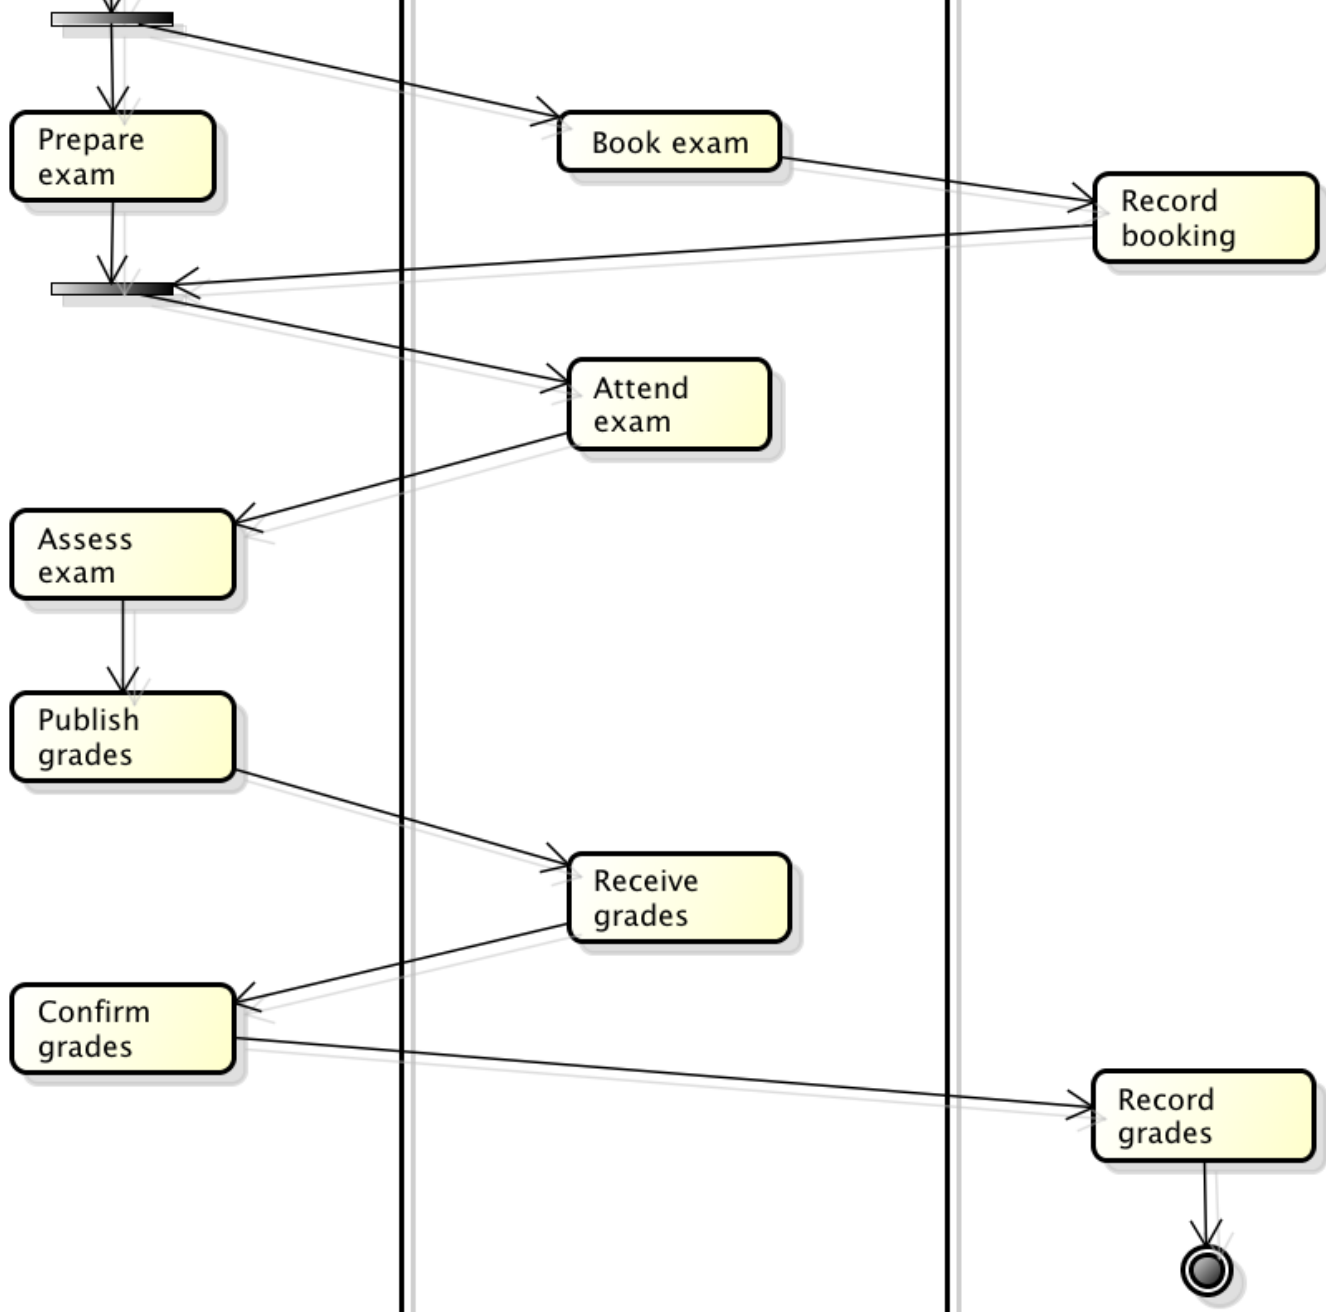 Prepare
exam
Book exam
Record
booking
Attend
exam
Assess
exam
Publish
grades
Receive
grades
Confirm
grades
Record
grades